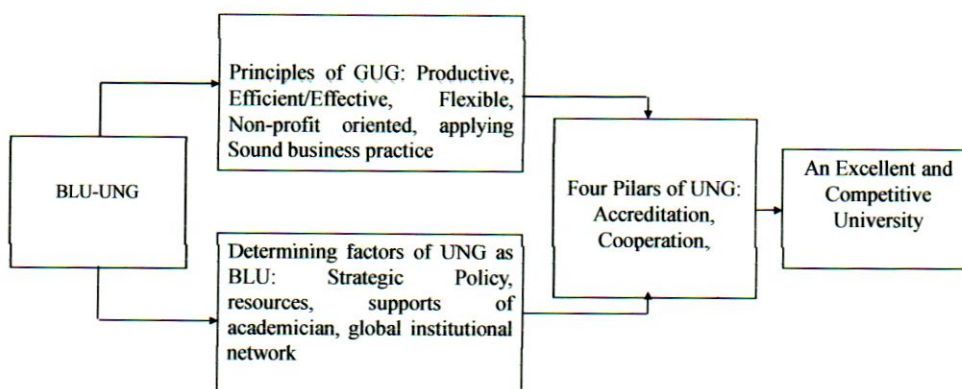 BLU-UNG
Principles of GUG: Productive,
Efficient/Effective, Flexible,
Non-profit oriented, applying
Sound business practice
Determining factors of UNG as
BLU: Strategic Policy,
resources, supports of
academician, global institutional
network
Four Pilars of UNG:
Accreditation,
Cooperation,
An Excellent and
Competitive
University